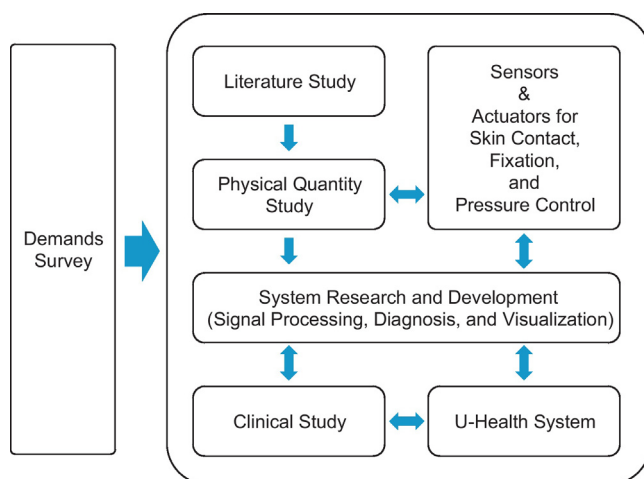 Demands
Survey
Literature Study
Physical Quantity
Study
Sensors
&
Actuators for
Skin Contact,
Fixation,
and
Pressure Control
System Research and Development
(Signal Processing, Diagnosis, and Visualization)
Clinical Study
U-Health System